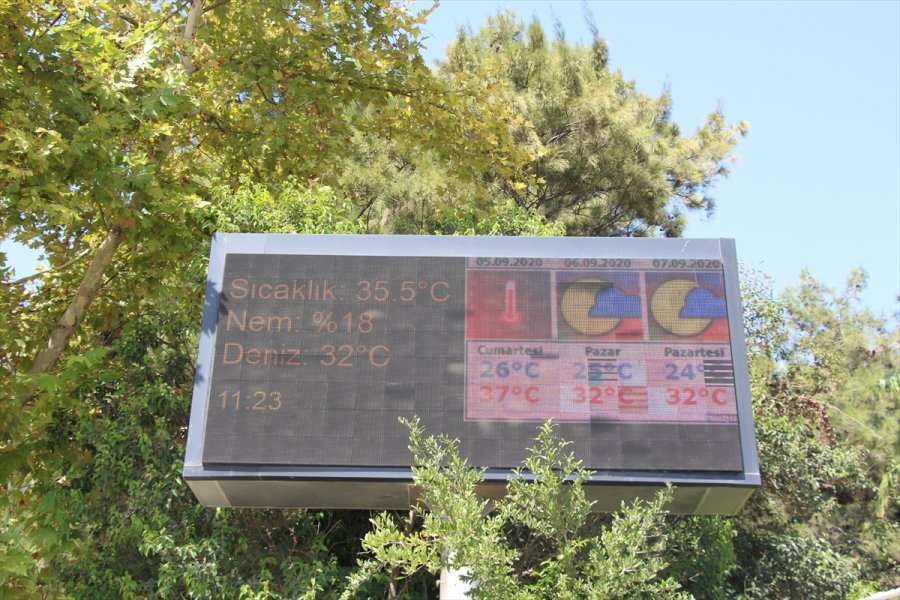 Sıcaklık: 35.5°C
Nem: %18
Deniz: 32°C
11:23
05.09.2020 06.09.2020 07.09.2020
Cumartesi Pazar Pazartesi
26°C 25°C 24°C
37°C 32°C 32°C